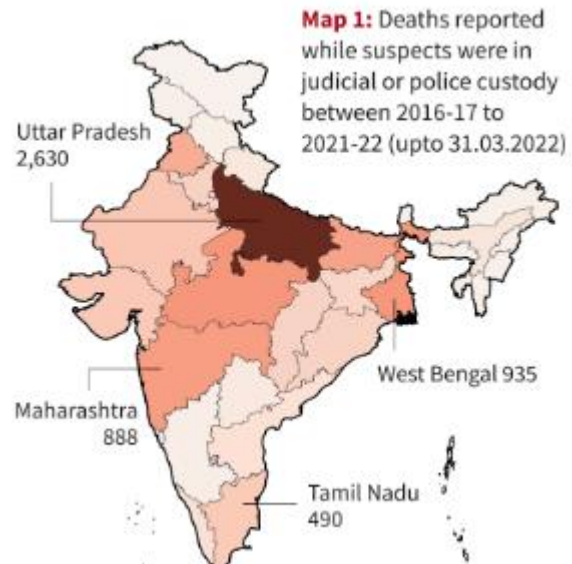 Map 1: Deaths reported
while suspects were in
judicial or police custody
between 2016-17 to
2021-22 (upto 31.03.2022)
Uttar Pradesh
2,630
West Bengal 935
Maharashtra
888
Tamil Nadu
490